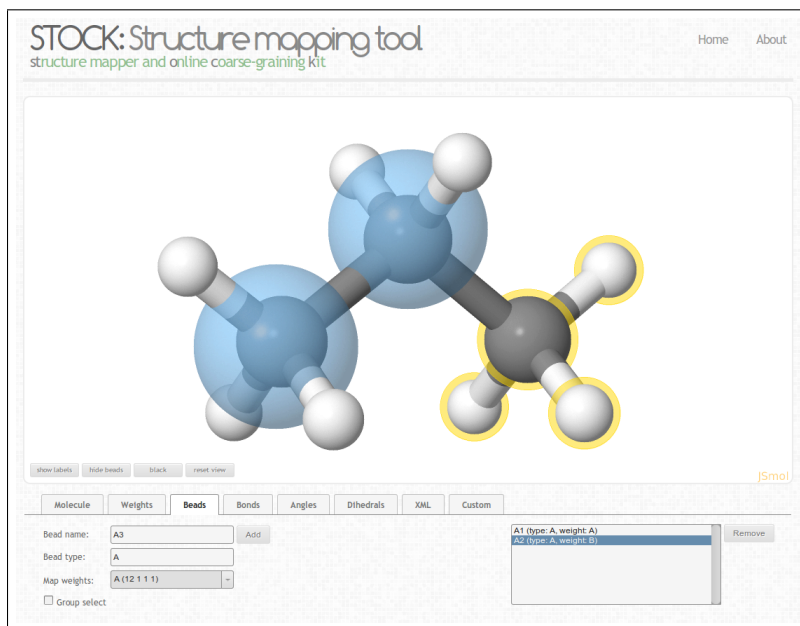 STOCK: Structure mapping tool
structure mapper and online coarse-graining kit
Home About
show labels hide beads black reset view
JSmol
Molecule Weights Beads Bonds Angles Dihedrals XML Custom
Bead name: A3 Add
Bead type: A
Map weights: A (12 1 1 1)
Group select
A1 (type: A, weight: A)
A2 (type: A, weight: B)
Remove